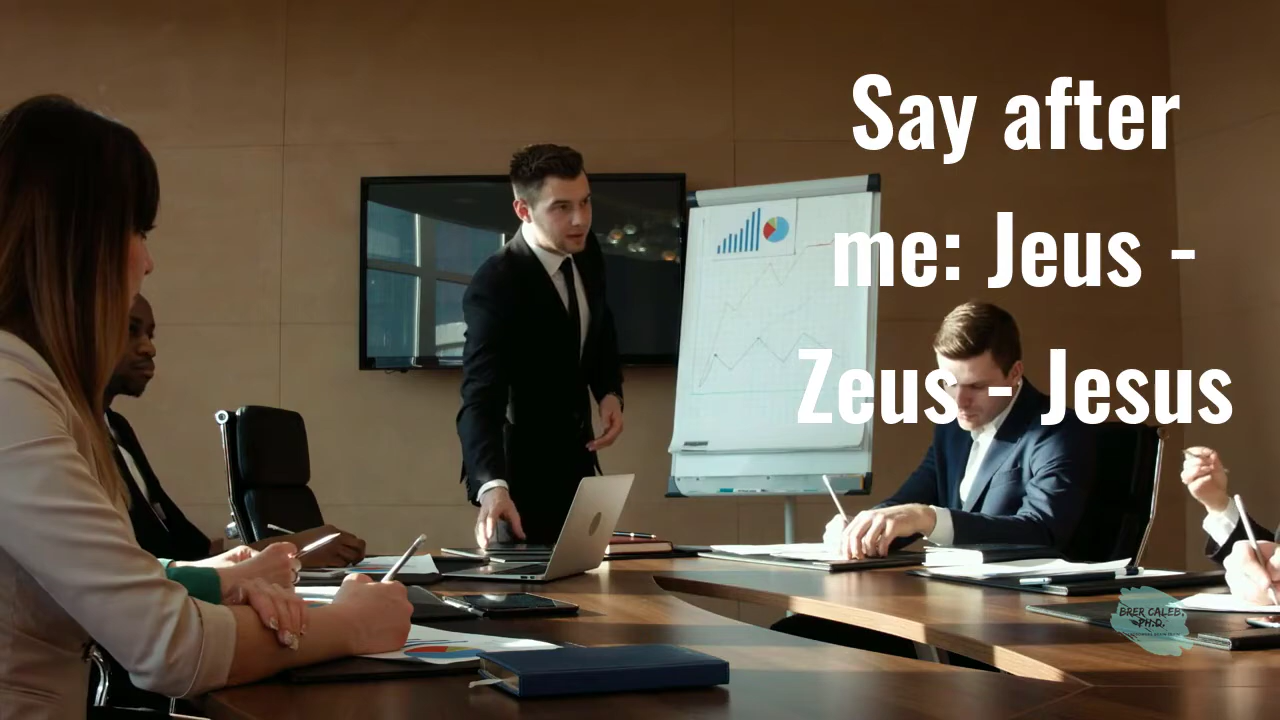 Say after
me: Jeus -
Zeus - Jesus
BRER CALEB,
PH.D.